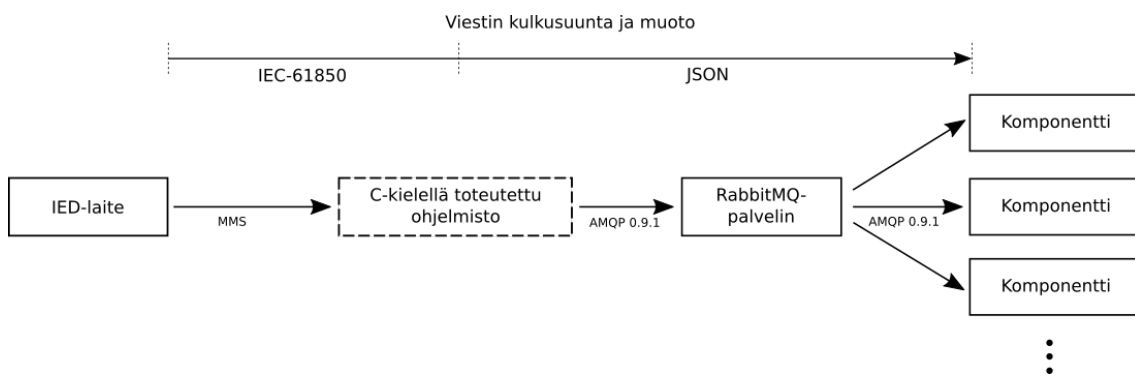 Viestin kulkusuunta ja muoto
IEC-61850
JSON
IED-laite
MMS
C-kielellä toteutettu
ohjelmisto
AMQP 0.9.1
RabbitMQ-
palvelin
AMQP 0.9.1
Komponentti
Komponentti
Komponentti